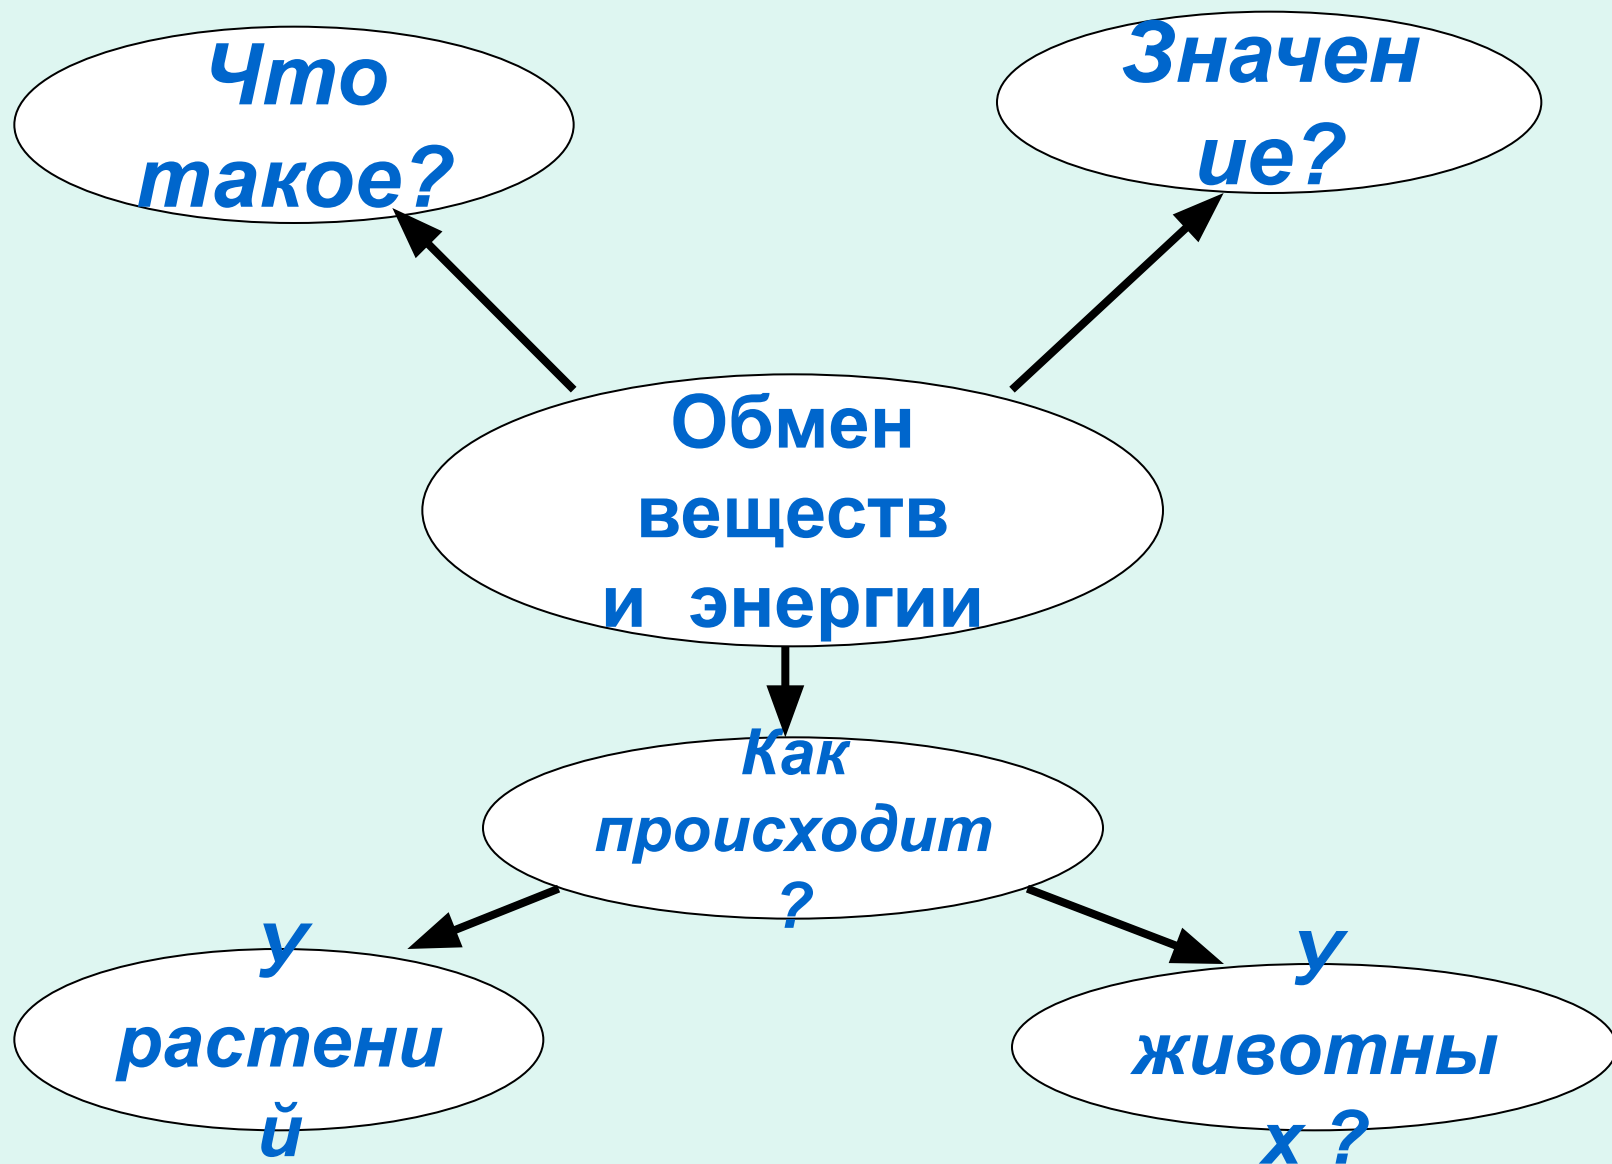 Что
такое?
Значен
ие?
Обмен
веществ
и энергии
Как
происходит
?
У
растени
й
У
животны
х ?